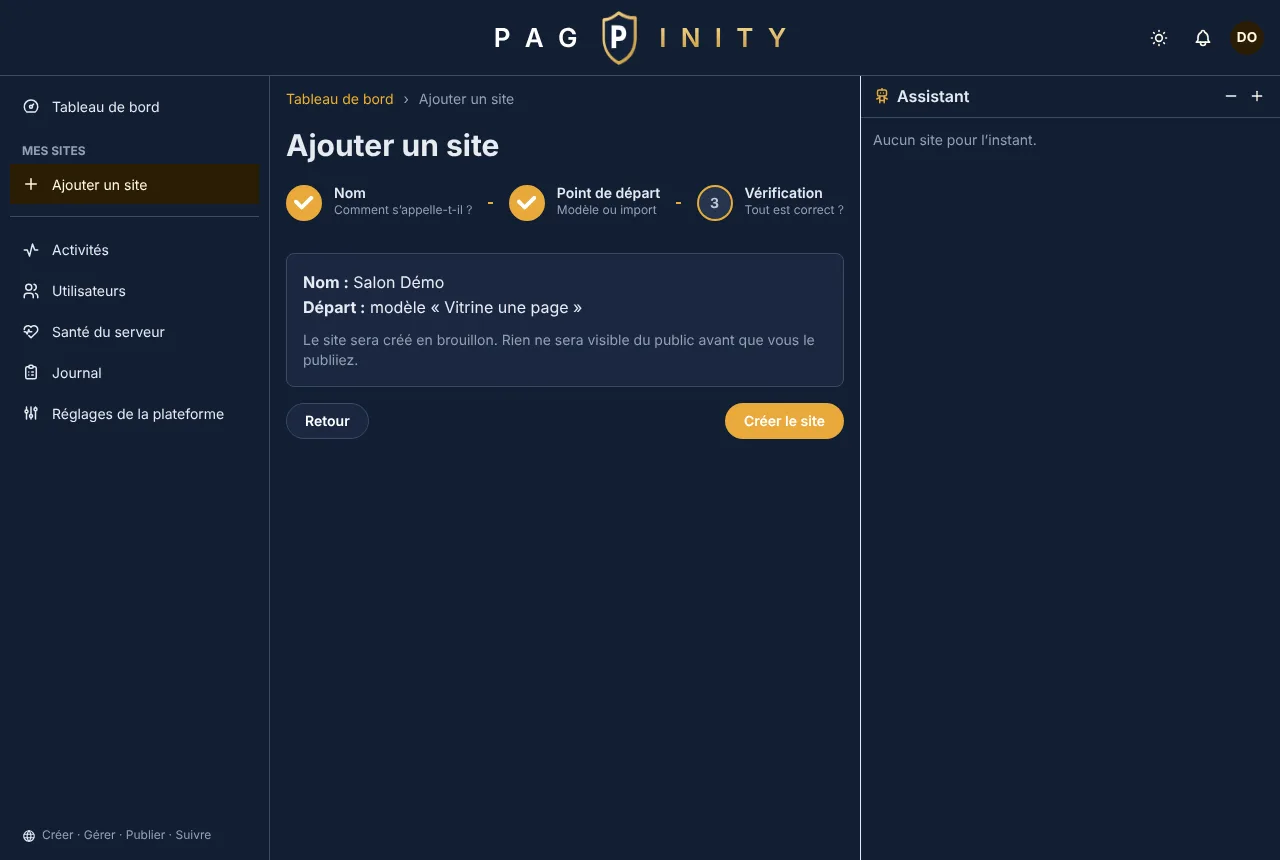 PAGPINITY
DO
Tableau de bord
MES SITES
Ajouter un site
Activités
Utilisateurs
Santé du serveur
Journal
Réglages de la plateforme
Créer · Gérer · Publier · Suivre
Tableau de bord › Ajouter un site
Ajouter un site
Nom
Comment s’appelle-t-il ?
Point de départ
Modèle ou import
3
Vérification
Tout est correct ?
Nom : Salon Démo
Départ : modèle « Vitrine une page »
Le site sera créé en brouillon. Rien ne sera visible du public avant que vous le
publiiez.
Retour
Créer le site
Assistant
Aucun site pour l’instant.